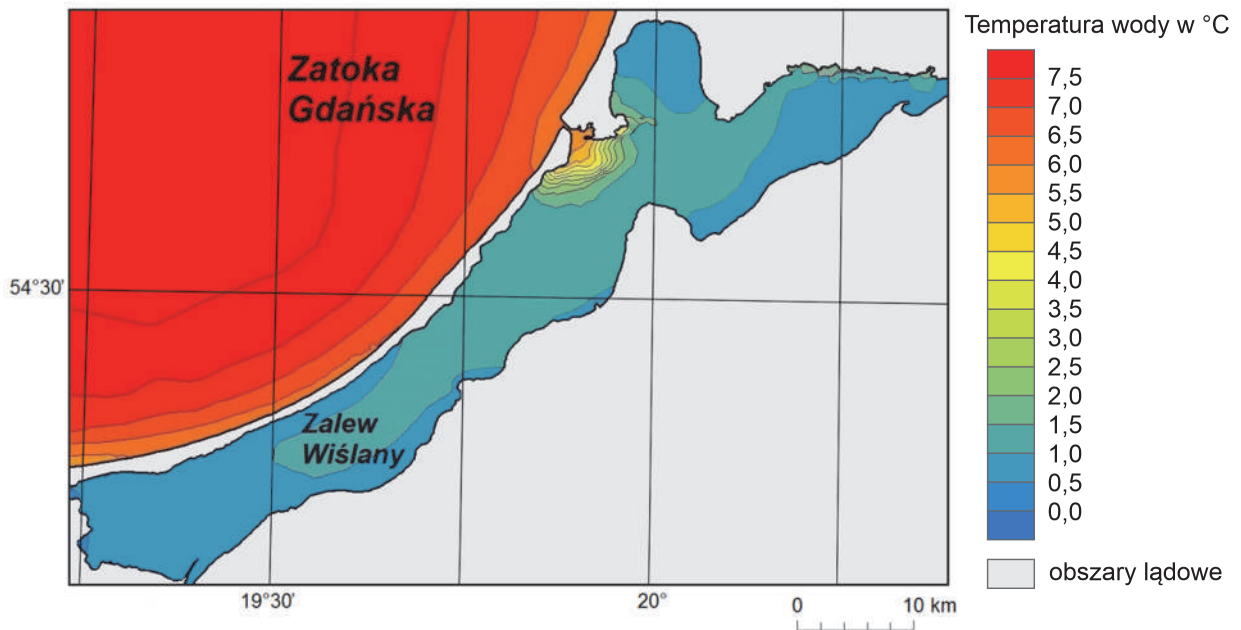 Zatoka
Gdańska
Zalew
Wiślany
54°30'
19°30'
20°
Temperatura wody w °C
7,5
7,0
6,5
6,0
5,5
5,0
4,5
4,0
3,5
3,0
2,5
2,0
1,5
1,0
0,5
0,0
obszary lądowe
0 10 km